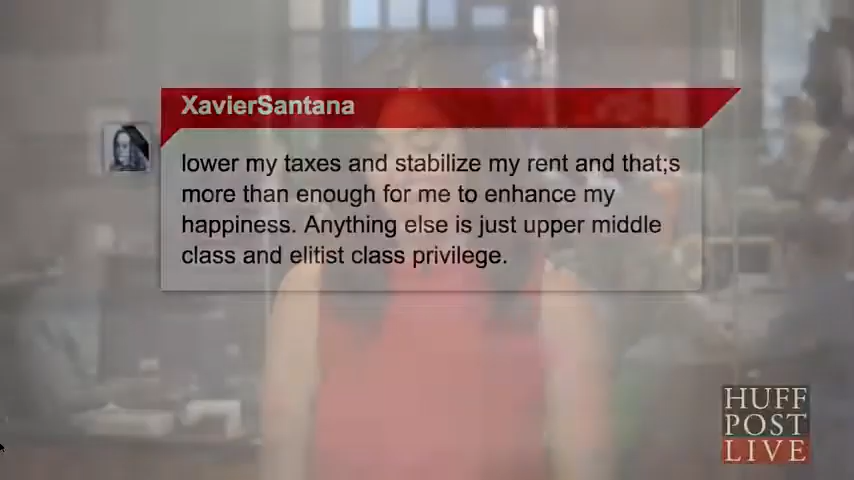 XavierSantana
lower my taxes and stabilize my rent and that;s
more than enough for me to enhance my
happiness. Anything else is just upper middle
class and elitist class privilege.
HUFF
POST
LIVE